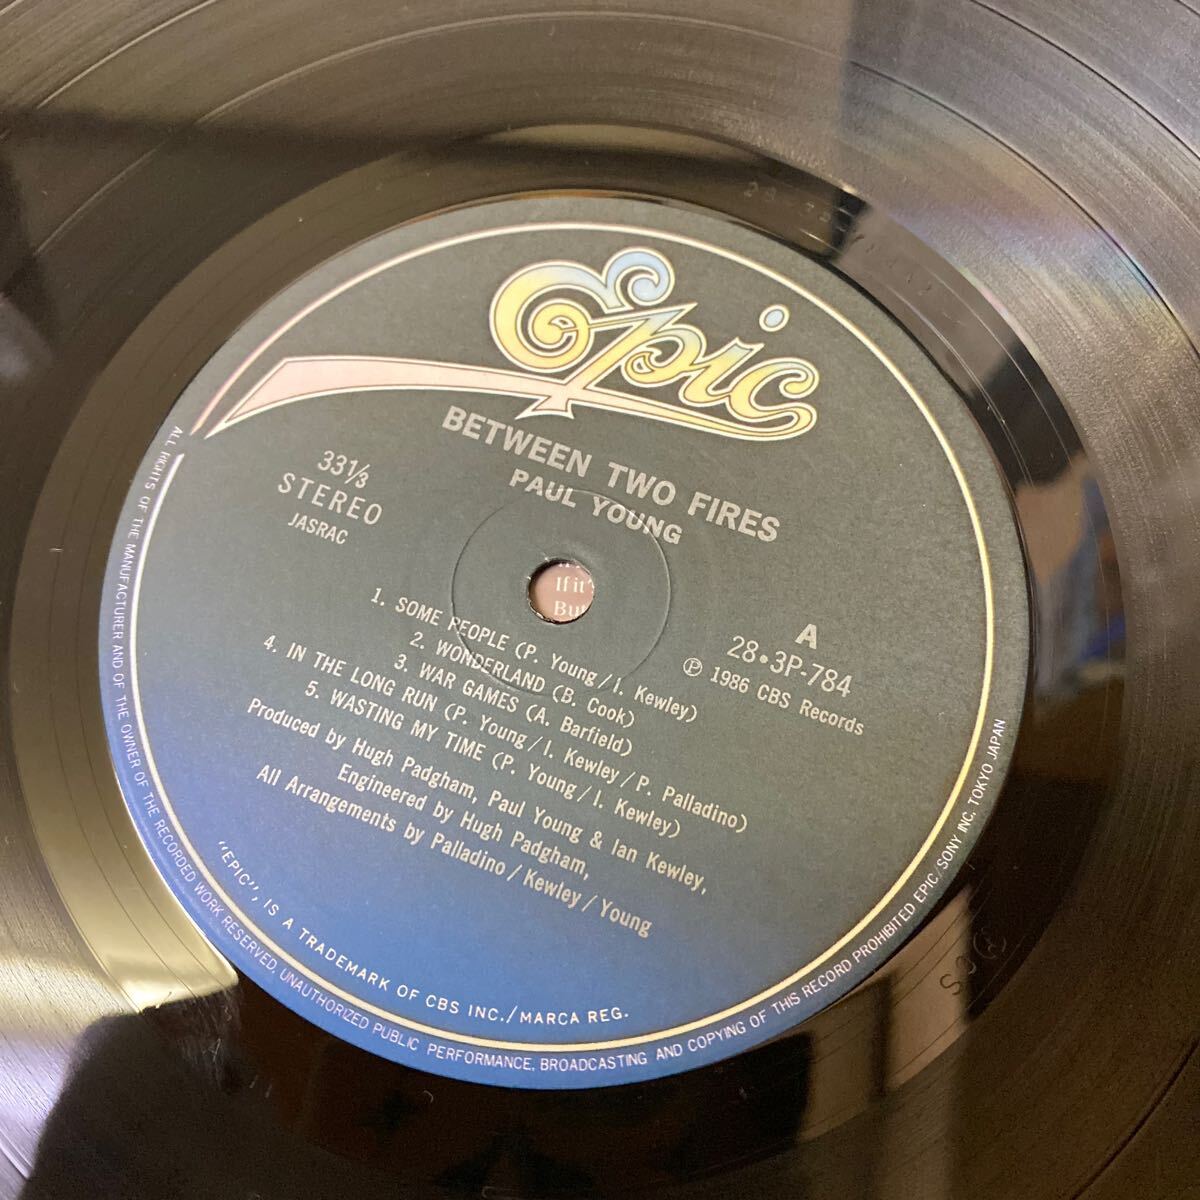 Epic
BETWEEN TWO FIRES
PAUL YOUNG
33 1/3
STEREO
JASRAC
If it'
But
A
28•3P-784
Ⓟ 1986 CBS Records
1. SOME PEOPLE (P. Young/I. Kewley)
2. WONDERLAND (B. Cook)
3. WAR GAMES (A. Barfield)
4. IN THE LONG RUN (P. Young/I. Kewley/P. Palladino)
5. WASTING MY TIME (P. Young/I. Kewley)
Produced by Hugh Padgham, Paul Young & Ian Kewley,
Engineered by Hugh Padgham,
All Arrangements by Palladino/Kewley/Young
"EPIC", IS A TRADEMARK OF CBS INC./MARCA REG.
ALL RIGHTS OF THE MANUFACTURER AND OF THE OWNER OF THE RECORDED WORK RESERVED. UNAUTHORIZED PUBLIC PERFORMANCE, BROADCASTING AND COPYING OF THIS RECORD PROHIBITED EPIC/SONY INC. TOKYO JAPAN